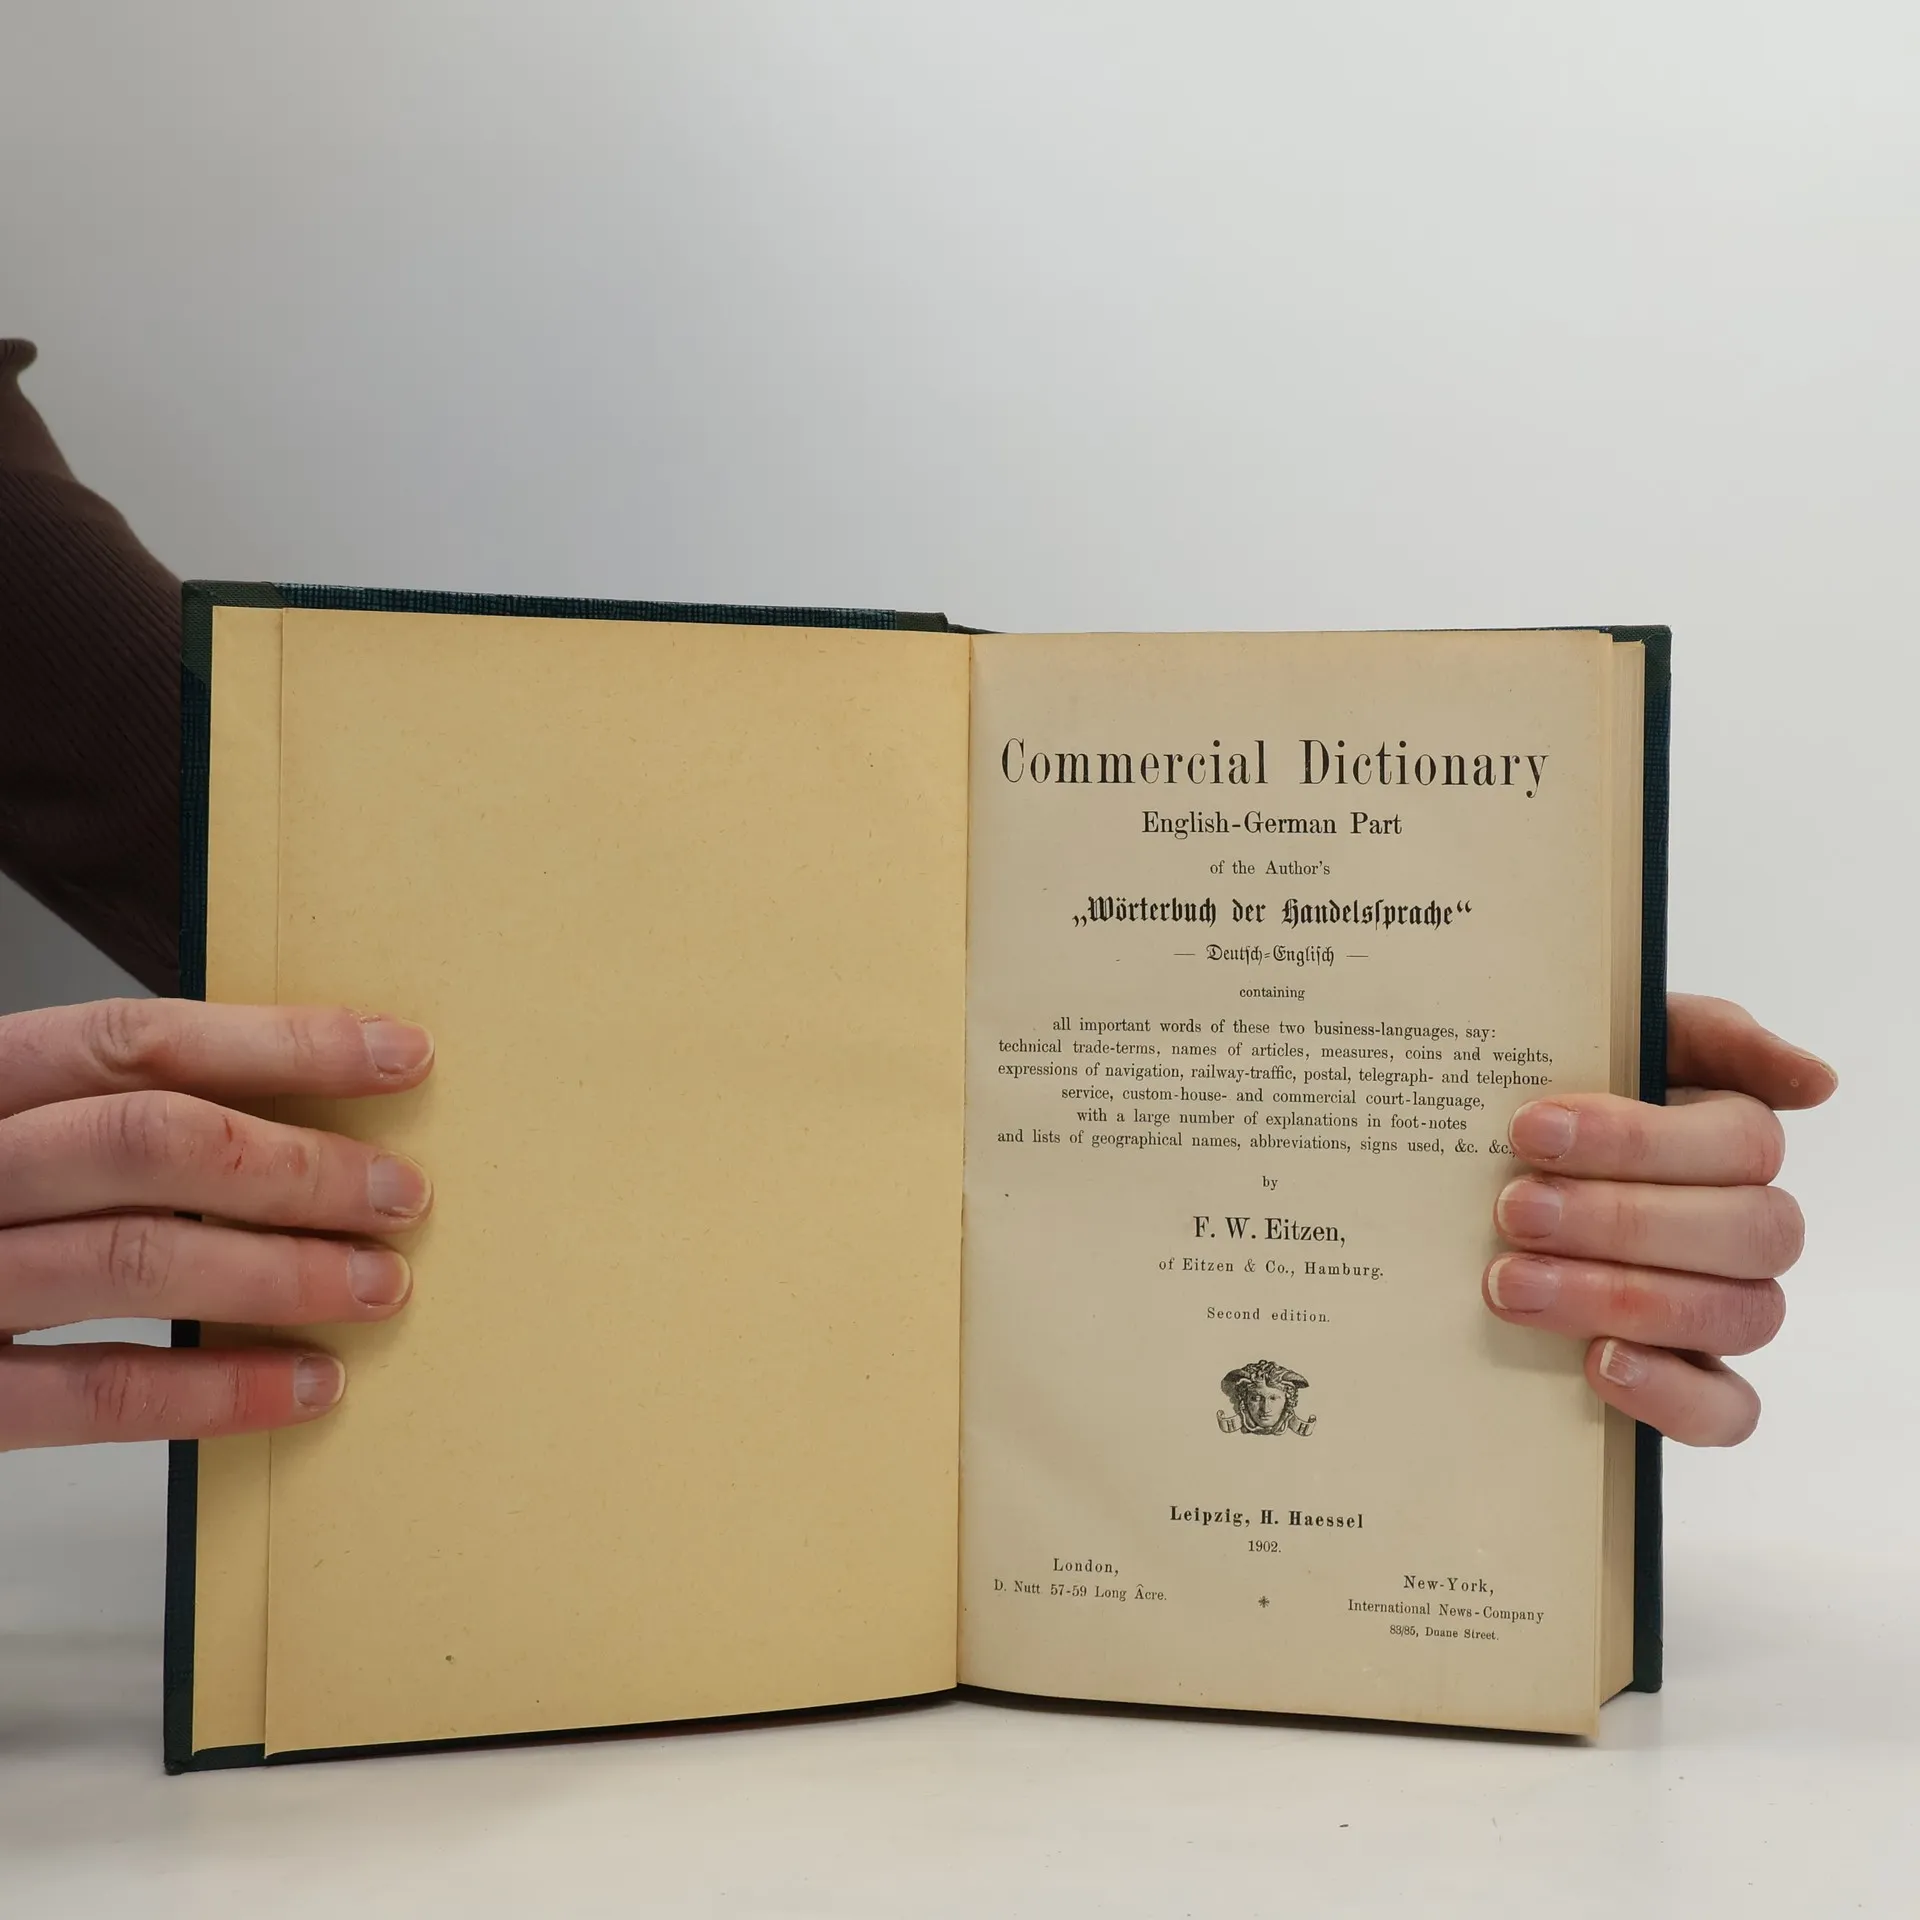 Commercial Dictionary
English-German Part
of the Author's
„Wörterbuch der Handelsſprache“
— Deutſch=Engliſch —
containing
all important words of these two business-languages, say:
technical trade-terms, names of articles, measures, coins and weights,
expressions of navigation, railway-traffic, postal, telegraph- and telephone-
service, custom-house- and commercial court-language,
with a large number of explanations in foot-notes
and lists of geographical names, abbreviations, signs used, &c. &c.,
by
F. W. Eitzen,
of Eitzen & Co., Hamburg.
Second edition.
H H
Leipzig, H. Haessel
1902.
London,
D. Nutt 57-59 Long Âcre.
New-York,
International News-Company
83/85, Duane Street.